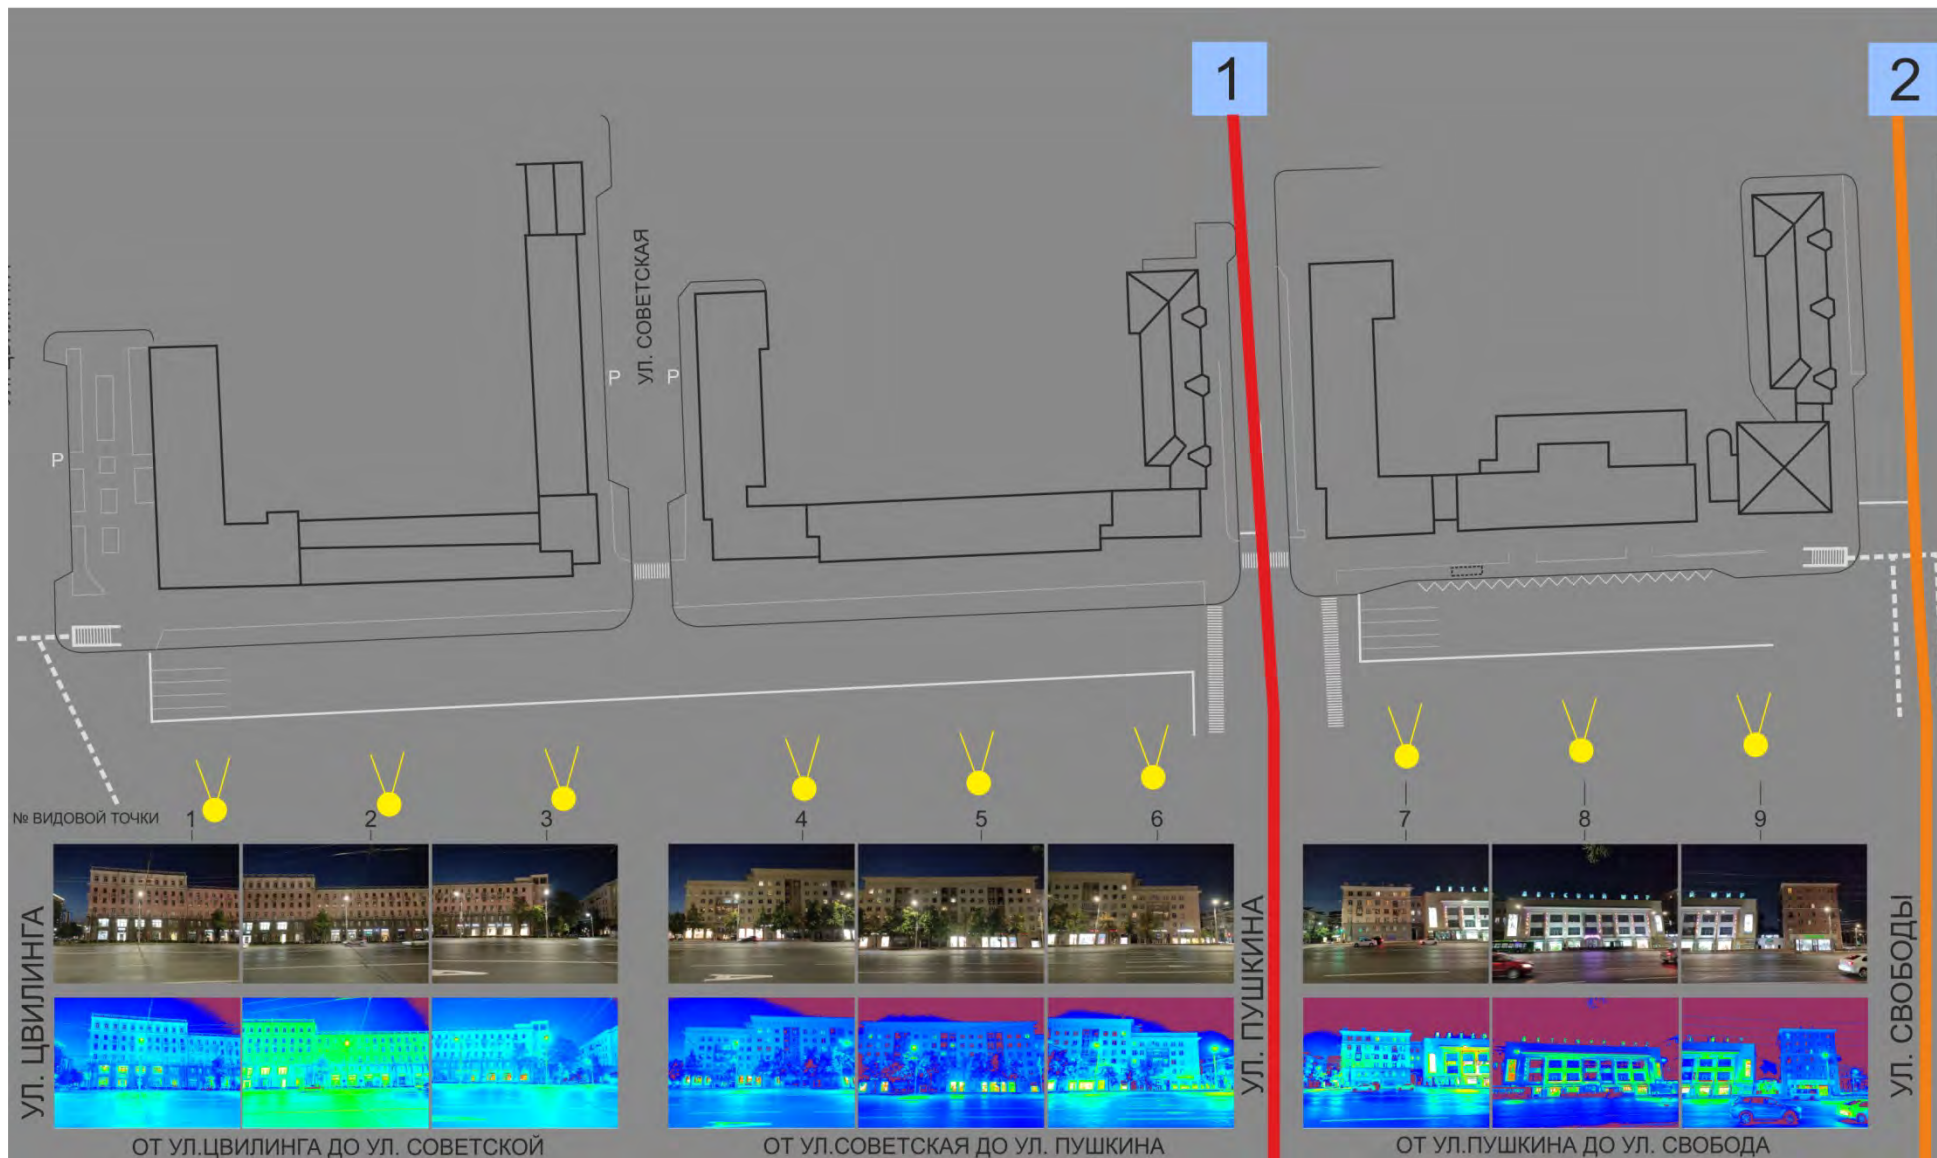 1
2
УЛ. СОВЕТСКАЯ
P
P
P
№ ВИДОВОЙ ТОЧКИ
1
2
3
4
5
6
7
8
9
УЛ. ЦВИЛИНГА
УЛ. ПУШКИНА
УЛ. СВОБОДЫ
ДЕТСКИЙ МИР
ОТ УЛ.ЦВИЛИНГА ДО УЛ. СОВЕТСКОЙ
ОТ УЛ.СОВЕТСКАЯ ДО УЛ. ПУШКИНА
ОТ УЛ.ПУШКИНА ДО УЛ. СВОБОДА